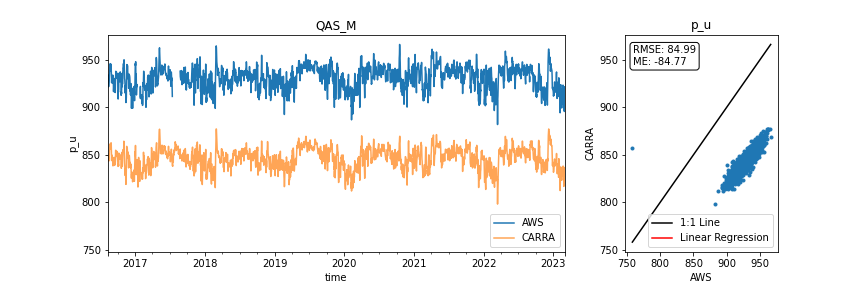 QAS_M
p_u
950
900
850
800
750
2017
2018
2019
2020
2021
2022
2023
time
AWS
CARRA
p_u
CARRA
950
900
850
800
750
RMSE: 84.99
ME: -84.77
1:1 Line
Linear Regression
750
800
850
900
950
AWS